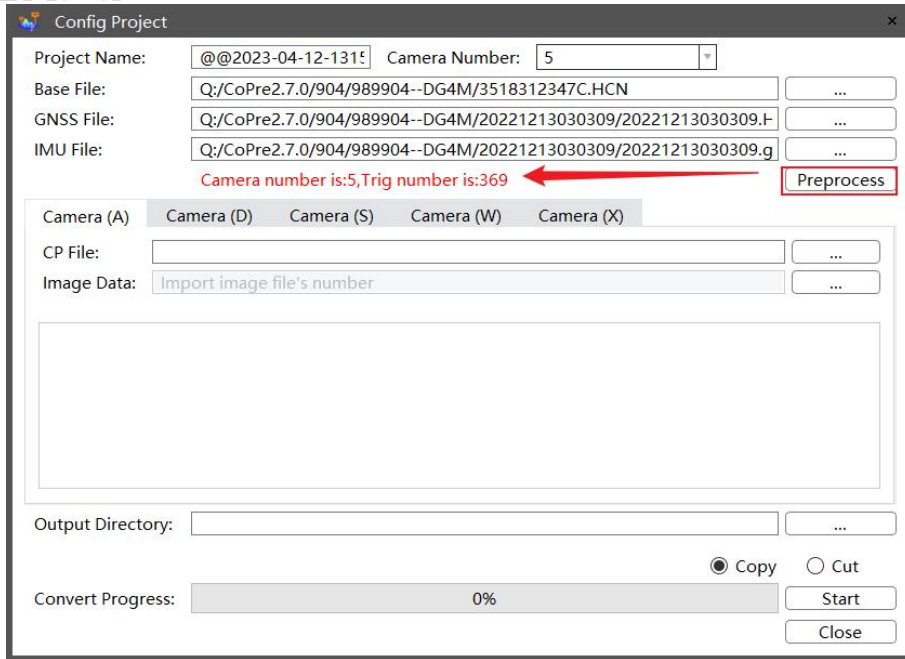 Config Project ×
Project Name: @@2023-04-12-1315 Camera Number: 5
Base File: Q:/CoPre2.7.0/904/989904--DG4M/3518312347C.HCN ...
GNSS File: Q:/CoPre2.7.0/904/989904--DG4M/20221213030309/20221213030309.H ...
IMU File: Q:/CoPre2.7.0/904/989904--DG4M/20221213030309/20221213030309.g ...
Camera number is:5,Trig number is:369 Preprocess
Camera (A) Camera (D) Camera (S) Camera (W) Camera (X)
CP File: ...
Image Data: Import image file's number ...
Output Directory: ...
Copy Cut
Convert Progress: 0% Start
Close